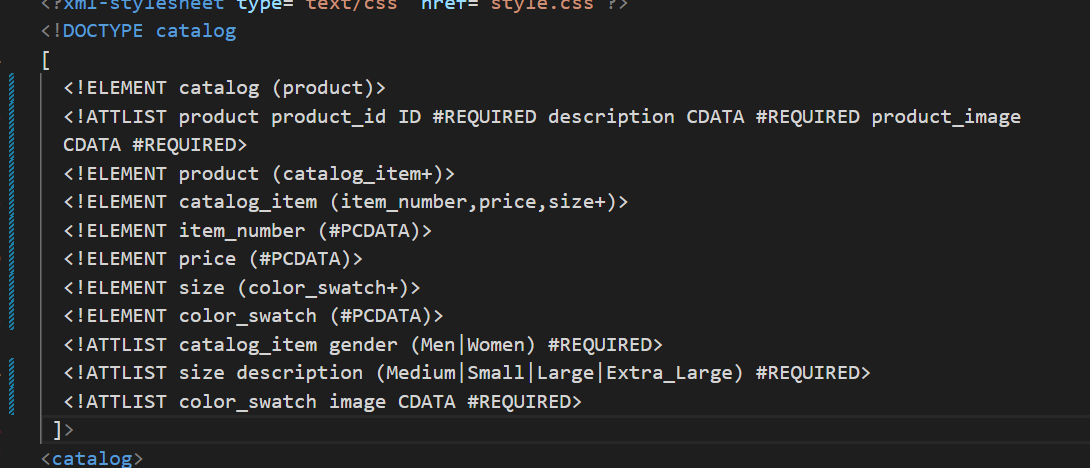 <?xml-stylesheet type="text/css" href="style.css"?>
<!DOCTYPE catalog
[
<!ELEMENT catalog (product)>
<!ATTLIST product product_id ID #REQUIRED description CDATA #REQUIRED product_image
CDATA #REQUIRED>
<!ELEMENT product (catalog_item+)>
<!ELEMENT catalog_item (item_number,price,size+)>
<!ELEMENT item_number (#PCDATA)>
<!ELEMENT price (#PCDATA)>
<!ELEMENT size (color_swatch+)>
<!ELEMENT color_swatch (#PCDATA)>
<!ATTLIST catalog_item gender (Men|Women) #REQUIRED>
<!ATTLIST size description (Medium|Small|Large|Extra_Large) #REQUIRED>
<!ATTLIST color_swatch image CDATA #REQUIRED>
]>
<catalog>